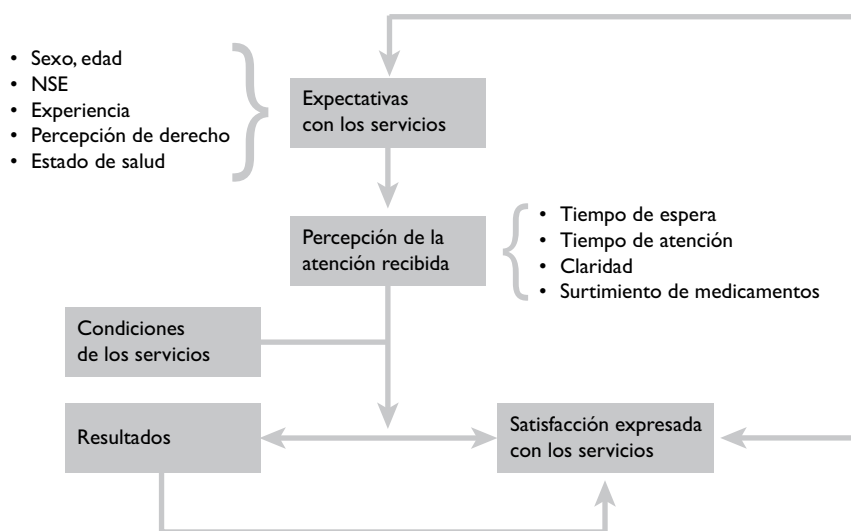 • Sexo, edad
• NSE
• Experiencia
• Percepción de derecho
• Estado de salud
Expectativas
con los servicios
Percepción de la
atención recibida
• Tiempo de espera
• Tiempo de atención
• Claridad
• Surtimiento de medicamentos
Condiciones
de los servicios
Resultados
Satisfacción expresada
con los servicios